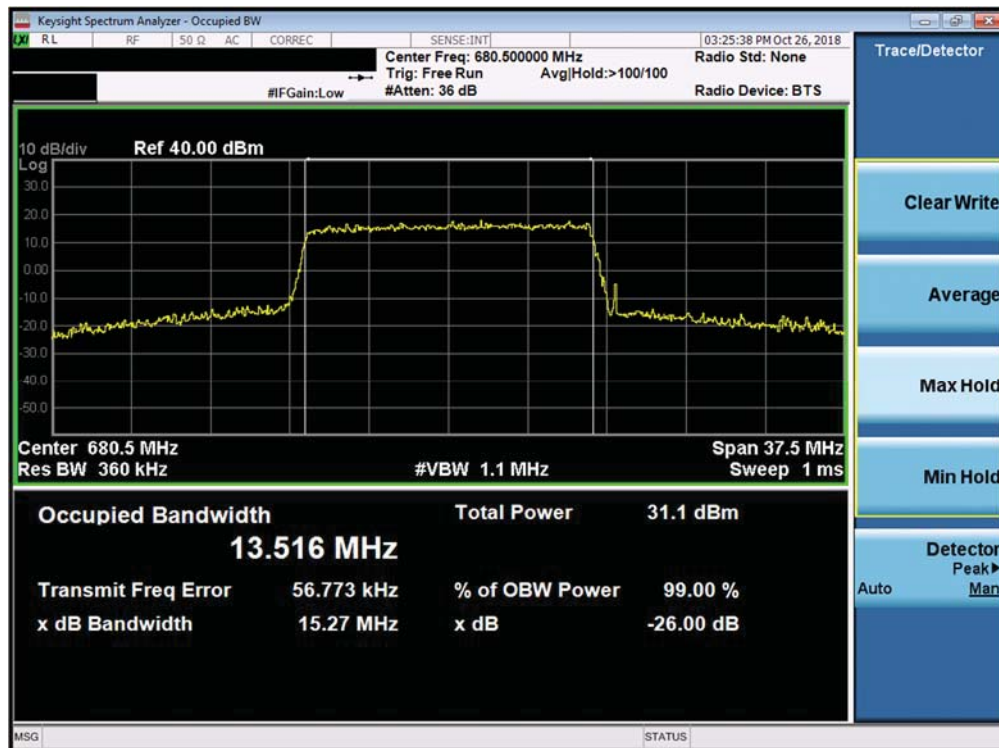 Keysight Spectrum Analyzer - Occupied BW
LXI RL RF 50 Ω AC CORREC SENSE:INT 03:25:38 PM Oct 26, 2018
Center Freq: 680.500000 MHz Radio Std: None
Trig: Free Run Avg|Hold:>100/100
#IFGain:Low #Atten: 36 dB Radio Device: BTS
10 dB/div Ref 40.00 dBm
Log
30.0
20.0
10.0
0.00
-10.0
-20.0
-30.0
-40.0
-50.0
Center 680.5 MHz Span 37.5 MHz
Res BW 360 kHz #VBW 1.1 MHz Sweep 1 ms
Occupied Bandwidth Total Power 31.1 dBm
13.516 MHz
Transmit Freq Error 56.773 kHz % of OBW Power 99.00 %
x dB Bandwidth 15.27 MHz x dB -26.00 dB
MSG STATUS
Trace/Detector
Clear Write
Average
Max Hold
Min Hold
Detector
Peak▶
Auto Man